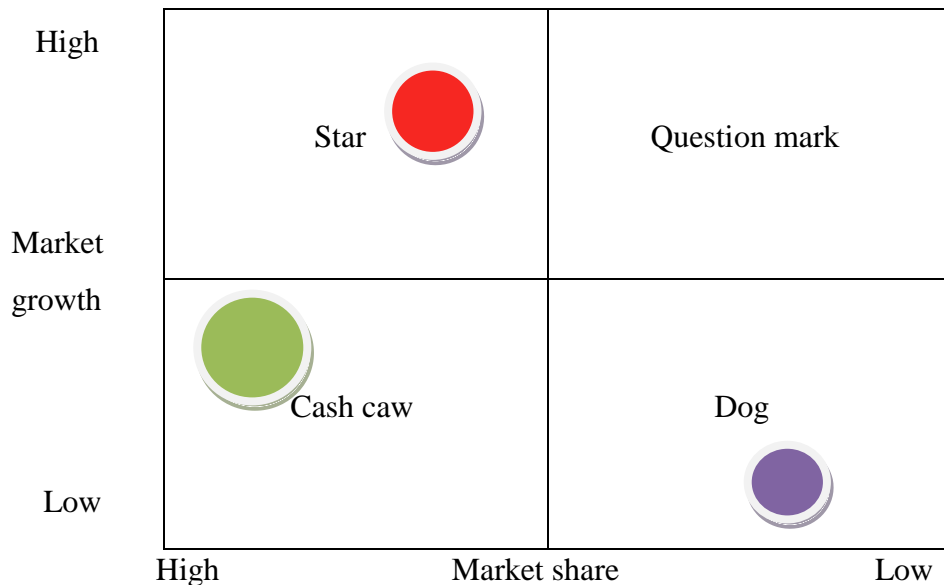 High
Star
Question mark
Market
growth
Cash caw
Dog
Low
High
Market share
Low